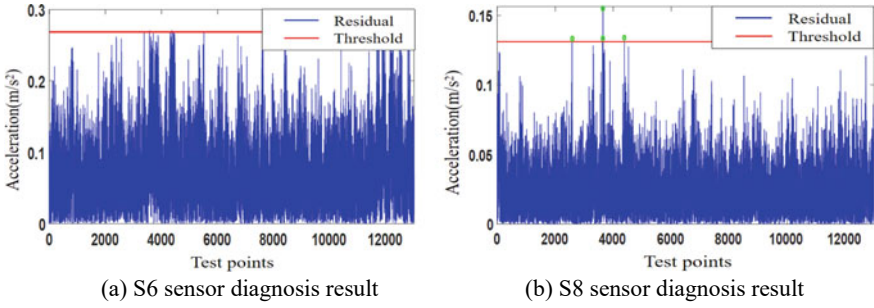 0.3
0.2
0.1
0
Acceleration(m/s²)
Residual
Threshold
0 2000 4000 6000 8000 10000 12000
Test points
(a) S6 sensor diagnosis result
0.15
0.1
0.05
0
Acceleration(m/s²)
Residual
Threshold
0 2000 4000 6000 8000 10000 12000
Test points
(b) S8 sensor diagnosis result